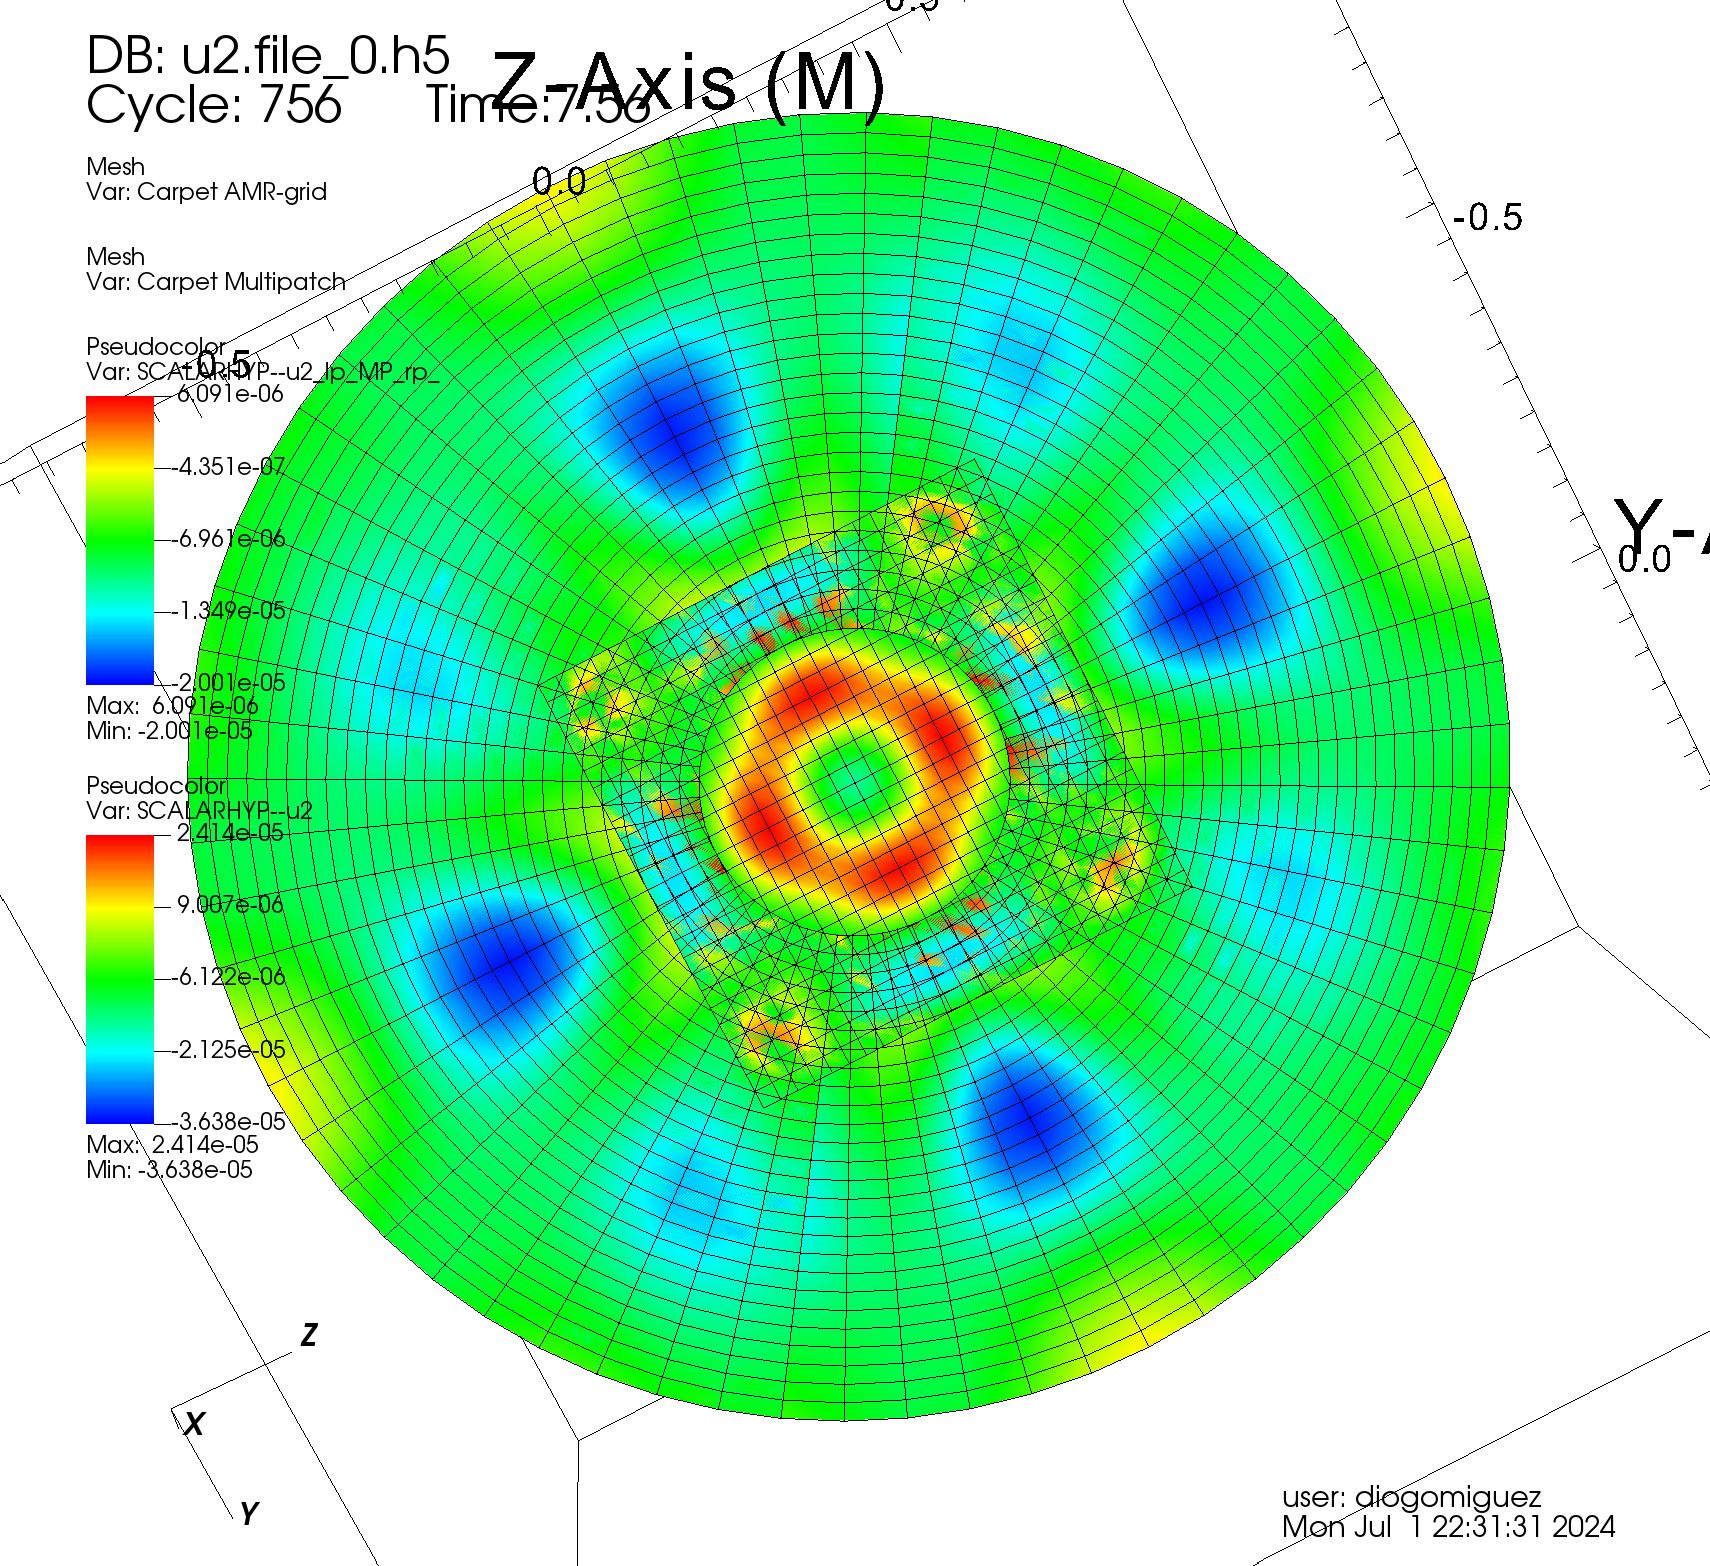 DB: u2.file_0.h5
Cycle: 756 Time:7.56
Z-Axis (M)
0.5
0.0
-0.5
Mesh
Var: Carpet AMR-grid
Mesh
Var: Carpet Multipatch
Pseudocolor
Var: SCALARHYP--u2_lp_MP_rp_
6.091e-06
-4.351e-07
-6.961e-06
-1.349e-05
-2.001e-05
Max: 6.091e-06
Min: -2.001e-05
Pseudocolor
Var: SCALARHYP--u2
2.414e-05
9.007e-06
-6.122e-06
-2.125e-05
-3.638e-05
Max: 2.414e-05
Min: -3.638e-05
-0.5
Y-A
0.0
Z
X
Y
user: diogomiguez
Mon Jul 1 22:31:31 2024